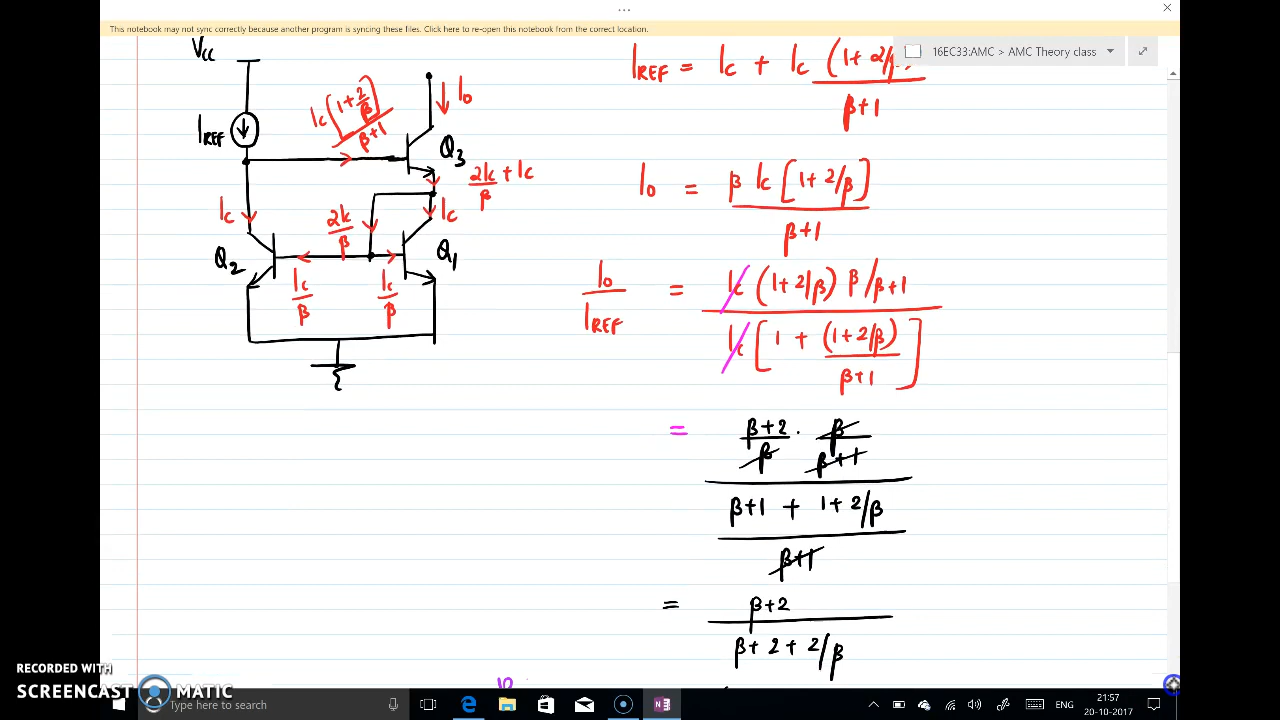 This notebook may not sync correctly because another program is syncing these files. Click here to re-open this notebook from the correct location.
16EC33:AMC > AMC Theory class
VCC
IREF
IC (1+2/β)
β+1
IO
Q3
2IC/β + IC
IC
2IC/β
IC
Q2
Q1
IC/β
IC/β
IREF = IC + IC (1+2/β)
β+1
IO = β IC [1+2/β]
β+1
IO/IREF = IC (1+2/β) β/β+1
IC [1 + (1+2/β)
β+1 ]
= β+2/β · β/β+1
β+1 + 1+2/β
β+1
= β+2
β+2+2/β
RECORDED WITH
SCREENCAST MATIC
Type here to search
ENG
21:57
20-10-2017